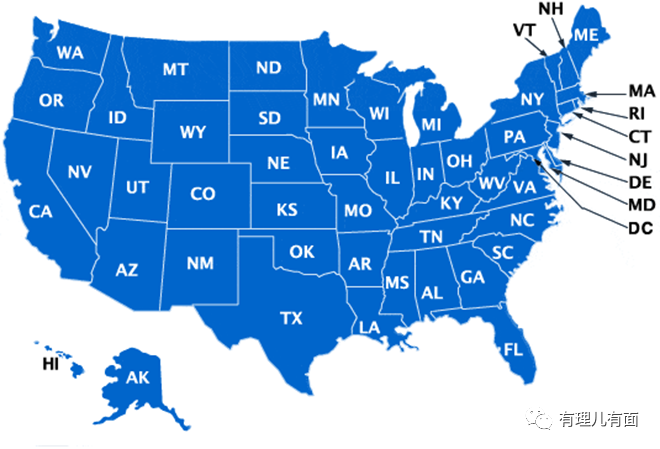 NH
VT
ME
WA
MT
ND
MN
OR
ID
SD
WI
MI
NY
MA
RI
CT
WY
IA
PA
NJ
NV
UT
CO
NE
IL
IN
OH
WV
VA
DE
MD
DC
CA
KS
MO
KY
NC
AZ
NM
OK
AR
TN
SC
TX
MS
AL
GA
LA
FL
HI
AK
有理儿有面